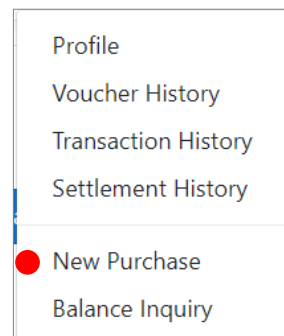 Profile
Voucher History
Transaction History
Settlement History
New Purchase
Balance Inquiry